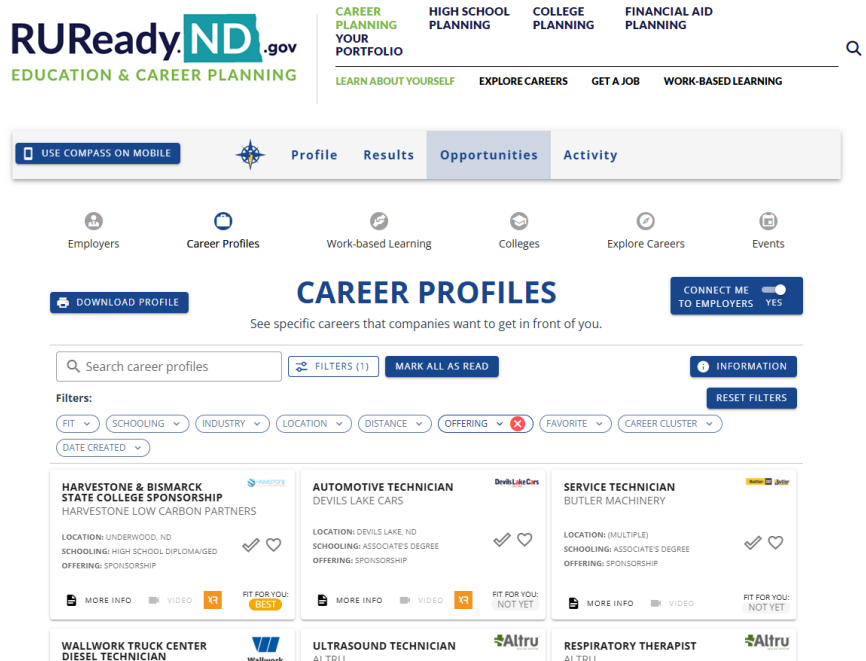 RUReady.ND.gov
EDUCATION & CAREER PLANNING
CAREER PLANNING YOUR PORTFOLIO
HIGH SCHOOL PLANNING
COLLEGE PLANNING
FINANCIAL AID PLANNING
LEARN ABOUT YOURSELF
EXPLORE CAREERS
GET A JOB
WORK-BASED LEARNING
USE COMPASS ON MOBILE
Profile
Results
Opportunities
Activity
Employers
Career Profiles
Work-based Learning
Colleges
Explore Careers
Events
DOWNLOAD PROFILE
CAREER PROFILES
CONNECT ME TO EMPLOYERS YES
See specific careers that companies want to get in front of you.
Search career profiles
FILTERS (1)
MARK ALL AS READ
INFORMATION
Filters:
RESET FILTERS
FIT
SCHOOLING
INDUSTRY
LOCATION
DISTANCE
OFFERING
FAVORITE
CAREER CLUSTER
DATE CREATED
HARVESTONE & BISMARCK
STATE COLLEGE SPONSORSHIP
HARVESTONE LOW CARBON PARTNERS
LOCATION: UNDERWOOD, ND
SCHOOLING: HIGH SCHOOL DIPLOMA/GED
OFFERING: SPONSORSHIP
MORE INFO
VIDEO
XR
FIT FOR YOU:
BEST
AUTOMOTIVE TECHNICIAN
DevilsLakeCars
DEVILS LAKE CARS
LOCATION: DEVILS LAKE, ND
SCHOOLING: ASSOCIATE'S DEGREE
OFFERING: SPONSORSHIP
MORE INFO
VIDEO
XR
FIT FOR YOU:
NOT YET
SERVICE TECHNICIAN
BUTLER MACHINERY
LOCATION: (MULTIPLE)
SCHOOLING: ASSOCIATE'S DEGREE
OFFERING: SPONSORSHIP
MORE INFO
VIDEO
FIT FOR YOU:
NOT YET
WALLWORK TRUCK CENTER
DIESEL TECHNICIAN
Wallwork
ULTRASOUND TECHNICIAN
Altru
ALTRU
RESPIRATORY THERAPIST
Altru
ALTRU